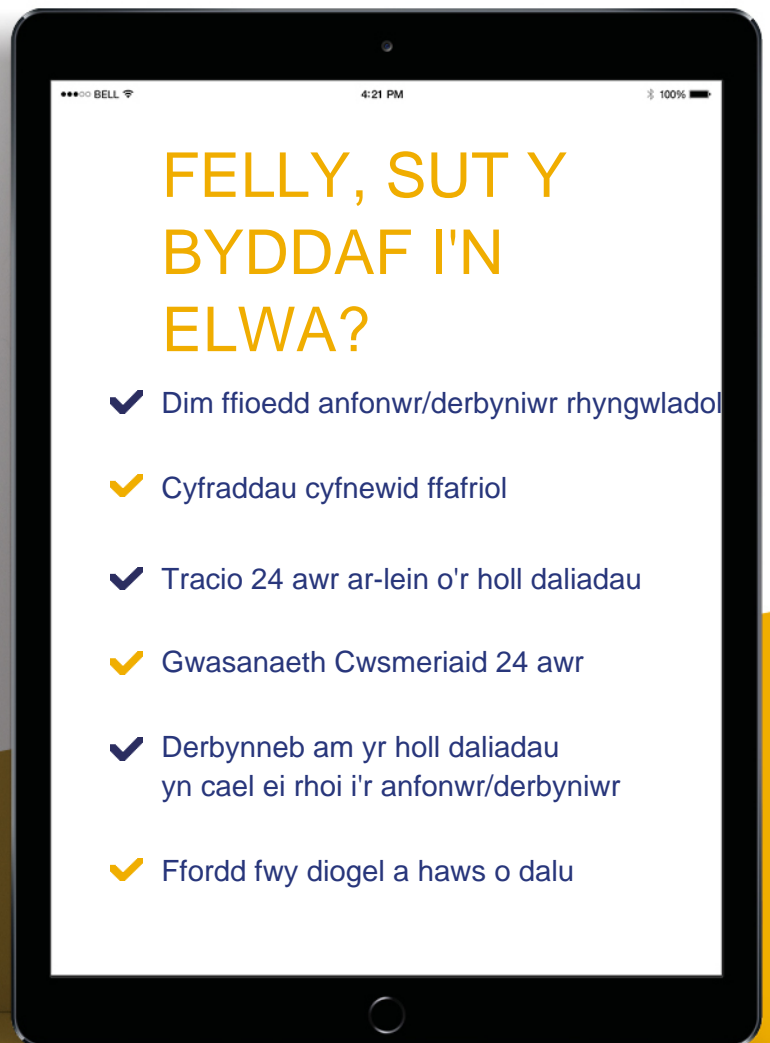 BELL 4:21 PM 100%
FELLY, SUT Y
BYDDAF I'N
ELWA?
Dim ffioedd anfonwr/derbyniwr rhyngwladol
Cyfraddau cyfnewid ffafriol
Tracio 24 awr ar-lein o'r holl daliadau
Gwasanaeth Cwsmeriaid 24 awr
Derbynneb am yr holl daliadau
yn cael ei rhoi i'r anfonwr/derbyniwr
Ffordd fwy diogel a haws o dalu